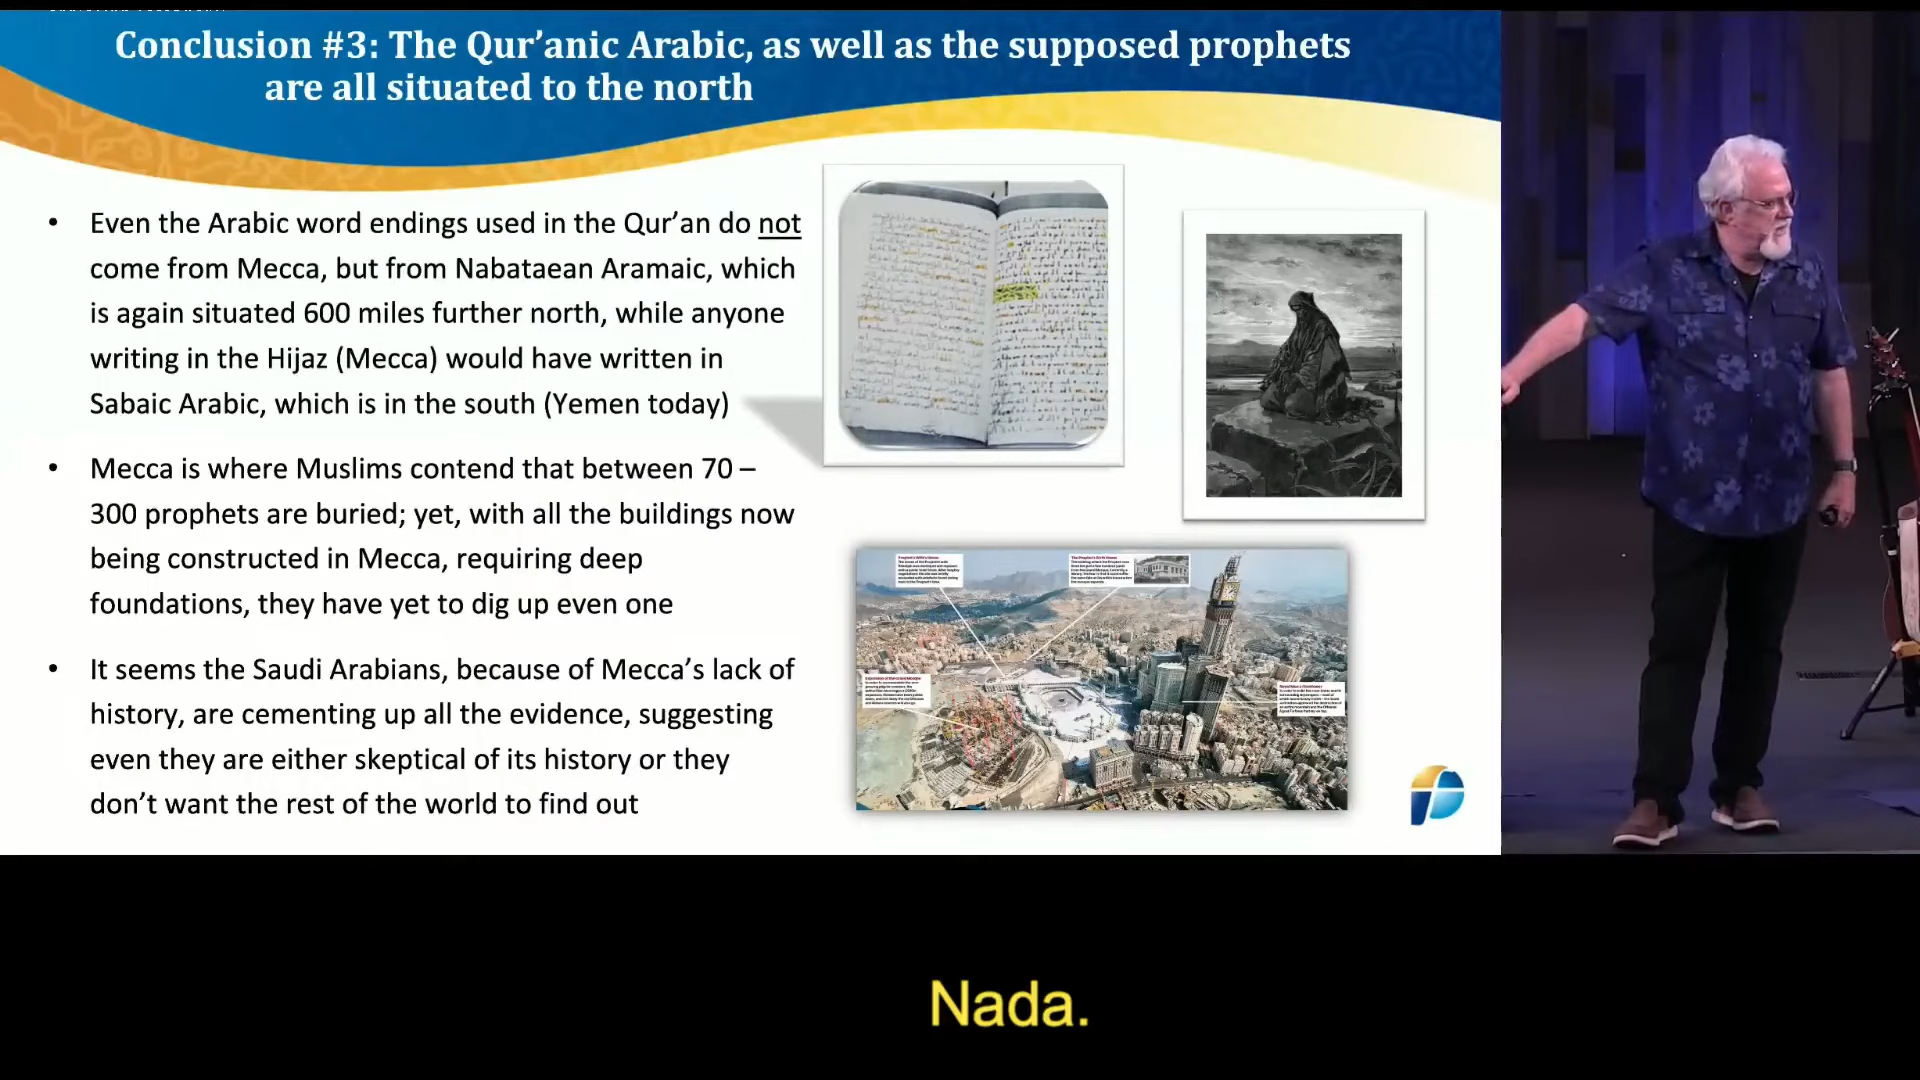 Conclusion #3: The Qur’anic Arabic, as well as the supposed prophets
are all situated to the north
• Even the Arabic word endings used in the Qur’an do not
come from Mecca, but from Nabataean Aramaic, which
is again situated 600 miles further north, while anyone
writing in the Hijaz (Mecca) would have written in
Sabaic Arabic, which is in the south (Yemen today)
• Mecca is where Muslims contend that between 70 –
300 prophets are buried; yet, with all the buildings now
being constructed in Mecca, requiring deep
foundations, they have yet to dig up even one
• It seems the Saudi Arabians, because of Mecca’s lack of
history, are cementing up all the evidence, suggesting
even they are either skeptical of its history or they
don’t want the rest of the world to find out
Nada.